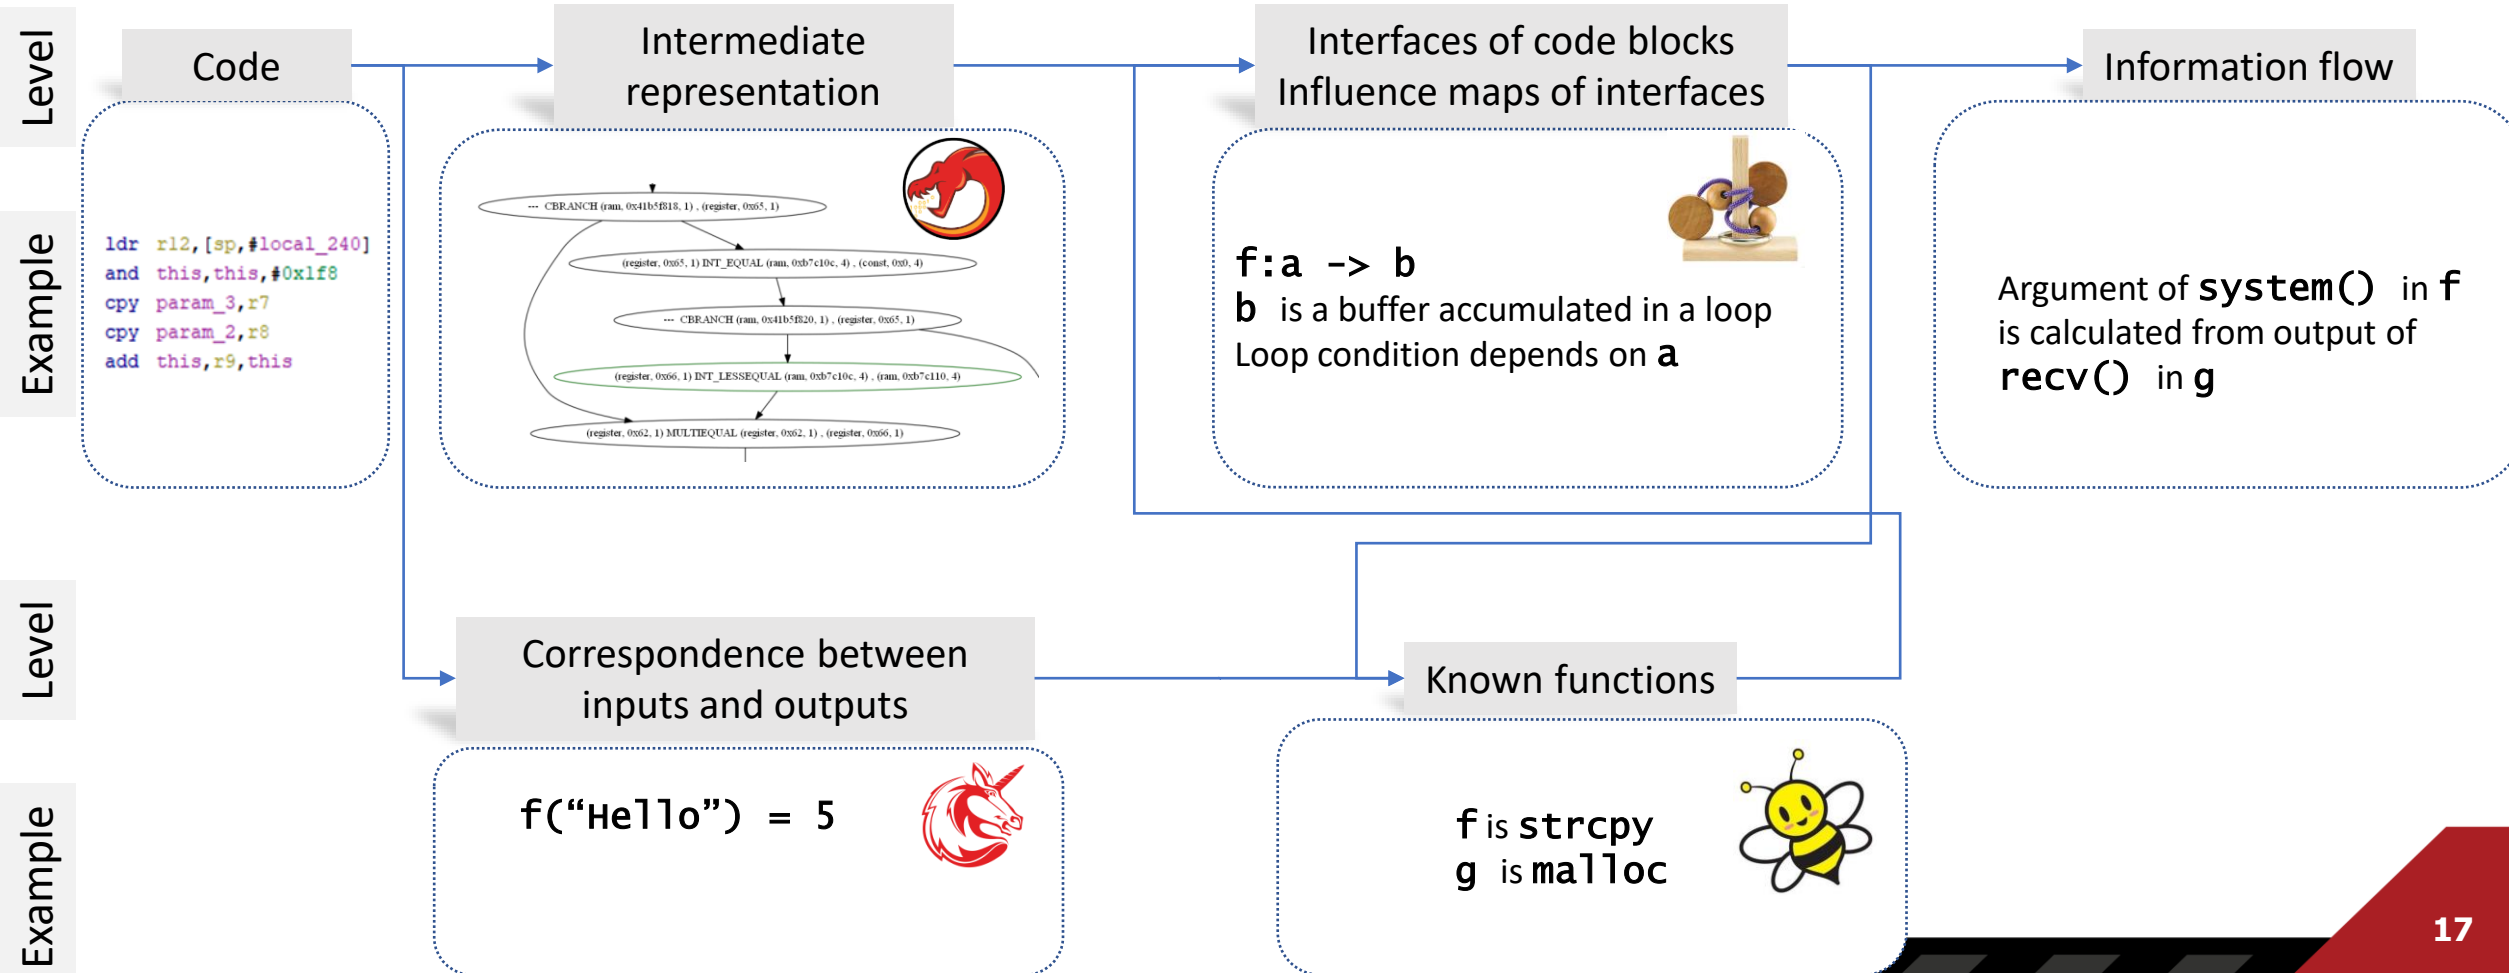 Level
Code
Intermediate
representation
Interfaces of code blocks
Influence maps of interfaces
Information flow
Example
ldr r12,[sp,#local_240]
and this,this,#0x1f8
cpy param_3,r7
cpy param_2,r8
add this,r9,this
--- CBRANCH (ram, 0x41b5f818, 1) , (register, 0x65, 1)
(register, 0x65, 1) INT_EQUAL (ram, 0xb7c10c, 4) , (const, 0x0, 4)
--- CBRANCH (ram, 0x41b5f820, 1) , (register, 0x65, 1)
(register, 0x66, 1) INT_LESSEQUAL (ram, 0xb7c10c, 4) , (ram, 0xb7c110, 4)
(register, 0x62, 1) MULTIEQUAL (register, 0x62, 1) , (register, 0x66, 1)
f:a -> b
b is a buffer accumulated in a loop
Loop condition depends on a
Argument of system() in f
is calculated from output of
recv() in g
Level
Correspondence between
inputs and outputs
Known functions
Example
f(“Hello”) = 5
f is strcpy
g is malloc
17